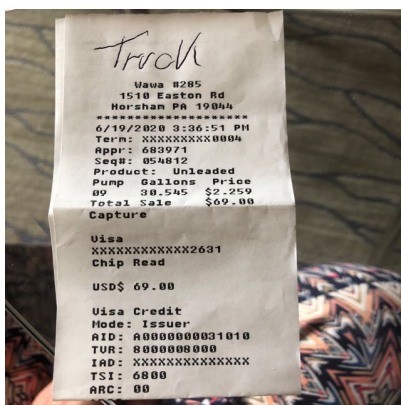 Truck
Wawa #285
1510 Easton Rd
Horsham PA 19044
********************
6/19/2020 3:36:51 PM
Term: XXXXXXXXX0004
Appr: 683971
Seq#: 054812
Product: Unleaded
Pump Gallons Price
09 30.545 $2.259
Total Sale $69.00
Capture
Visa
XXXXXXXXXXXX2631
Chip Read
USD$ 69.00
Visa Credit
Mode: Issuer
AID: A0000000031010
TVR: 8000008000
IAD: XXXXXXXXXXXXXX
TSI: 6800
ARC: 00